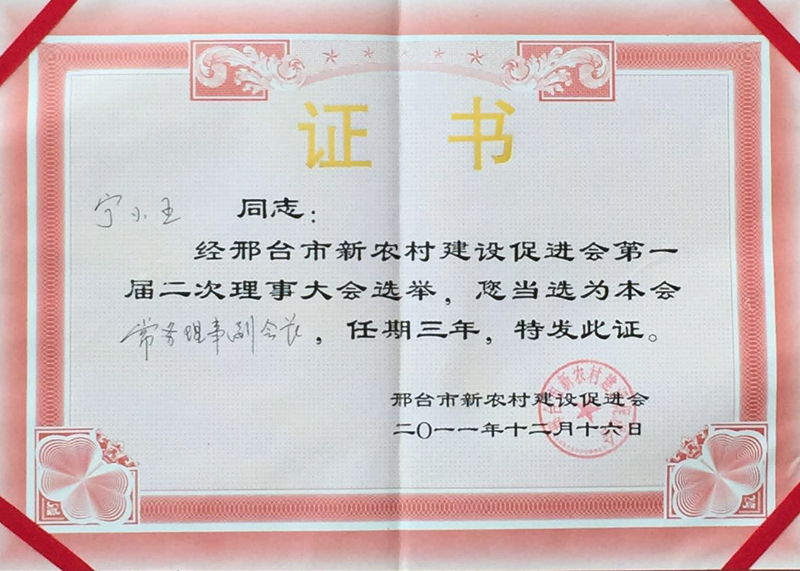 证书
宁小王 同志：
经邢台市新农村建设促进会第一
届二次理事大会选举，您当选为本会
常务理事副会长，任期三年，特发此证。
邢台市新农村建设促进会
二〇一一年十二月十六日